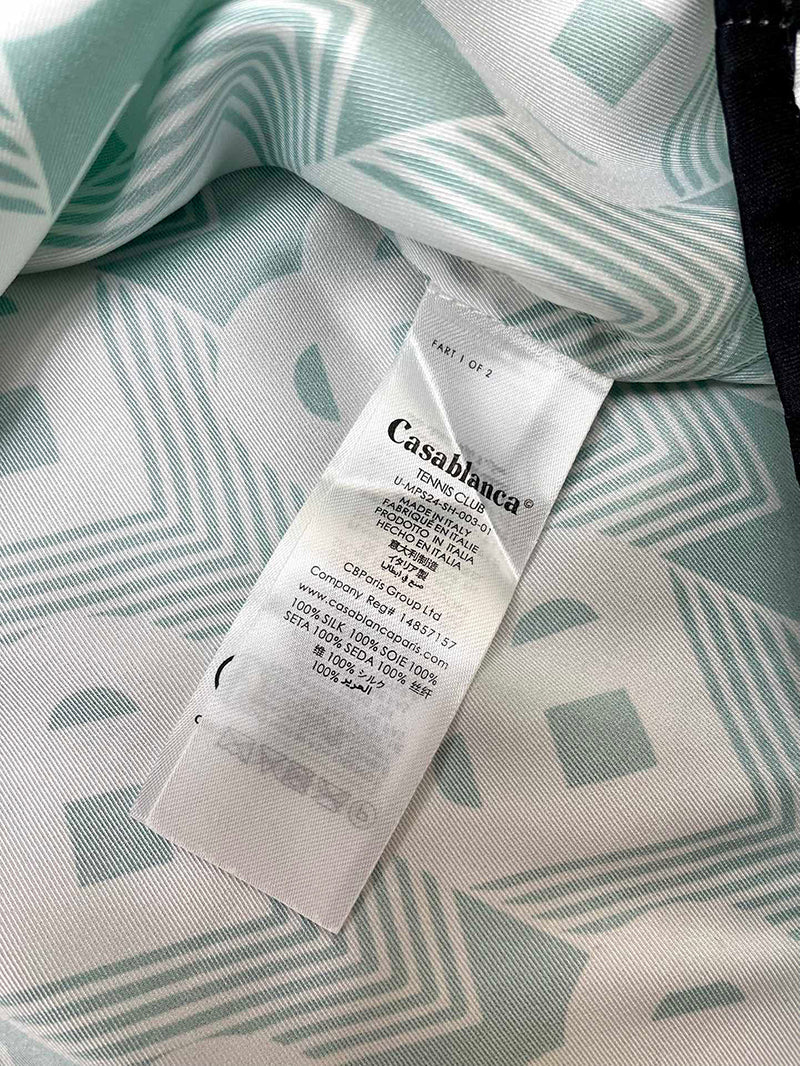 FART 1 OF 2
Casablanca©
TENNIS CLUB
U-MPS24-SH-003-01
MADE IN ITALY
FABRIQUÉ EN ITALIE
PRODOTTO IN ITALIA
HECHO EN ITALIA
意大利制造
イタリア製
صنع في إيطاليا
CBParis Group Ltd
Company Reg# 14857157
www.casablancaparis.com
100% SILK 100% SOIE 100%
SETA 100% SEDA 100% 丝纤
维 100% シルク
100% الحرير